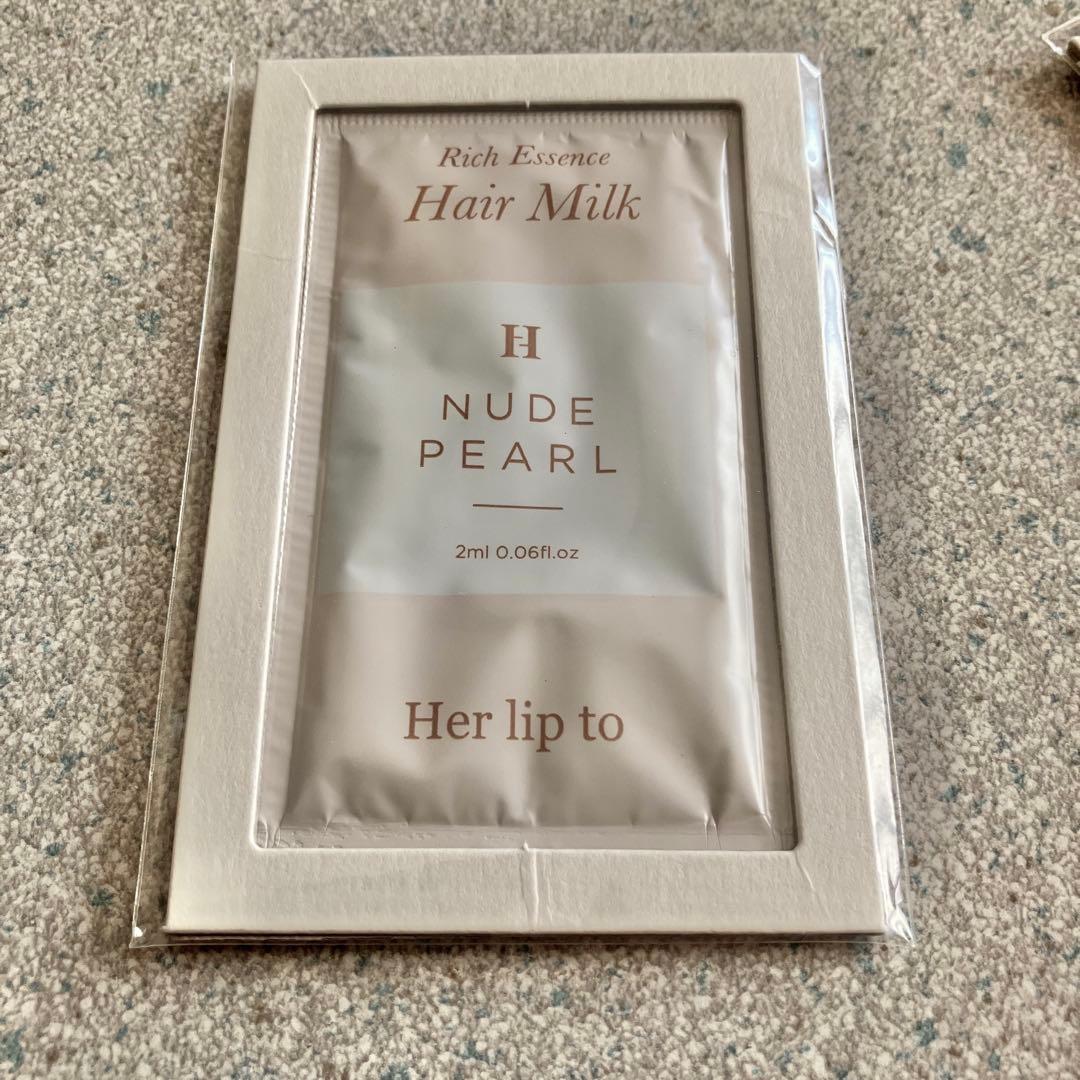 Rich Essence
Hair Milk
H
NUDE
PEARL
2ml 0.06fl.oz
Her lip to